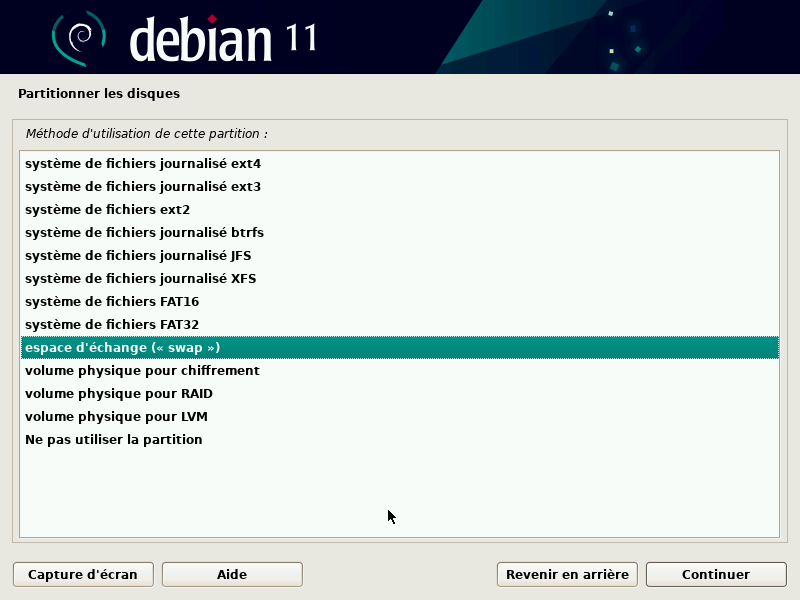 debian 11
Partitionner les disques
Méthode d'utilisation de cette partition :
système de fichiers journalisé ext4
système de fichiers journalisé ext3
système de fichiers ext2
système de fichiers journalisé btrfs
système de fichiers journalisé JFS
système de fichiers journalisé XFS
système de fichiers FAT16
système de fichiers FAT32
espace d'échange (« swap »)
volume physique pour chiffrement
volume physique pour RAID
volume physique pour LVM
Ne pas utiliser la partition
Capture d'écran Aide Revenir en arrière Continuer